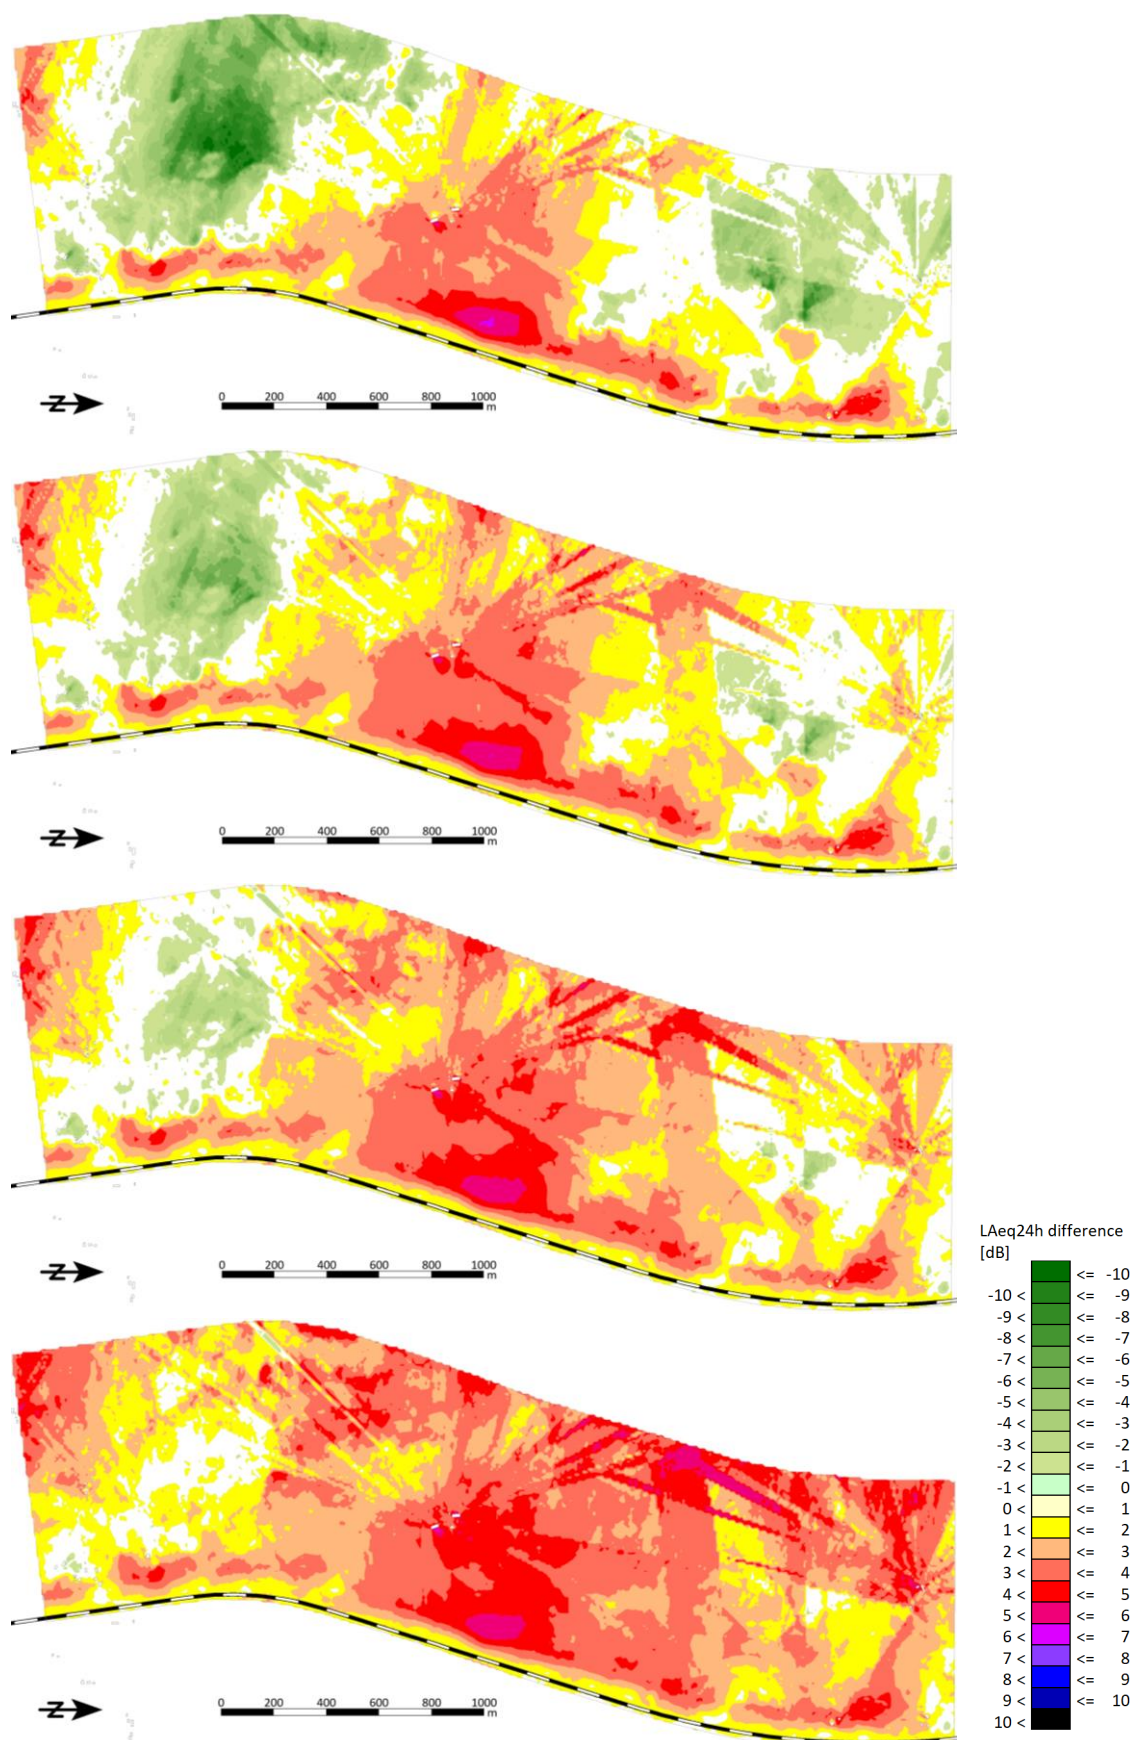 0 200 400 600 800 1000
m
Z
0 200 400 600 800 1000
m
Z
0 200 400 600 800 1000
m
Z
LAeq24h difference
[dB]
<= -10
-10 < <= -9
-9 < <= -8
-8 < <= -7
-7 < <= -6
-6 < <= -5
-5 < <= -4
-4 < <= -3
-3 < <= -2
-2 < <= -1
-1 < <= 0
0 < <= 1
1 < <= 2
2 < <= 3
3 < <= 4
4 < <= 5
5 < <= 6
6 < <= 7
7 < <= 8
8 < <= 9
9 < <= 10
10 <
0 200 400 600 800 1000
m
Z